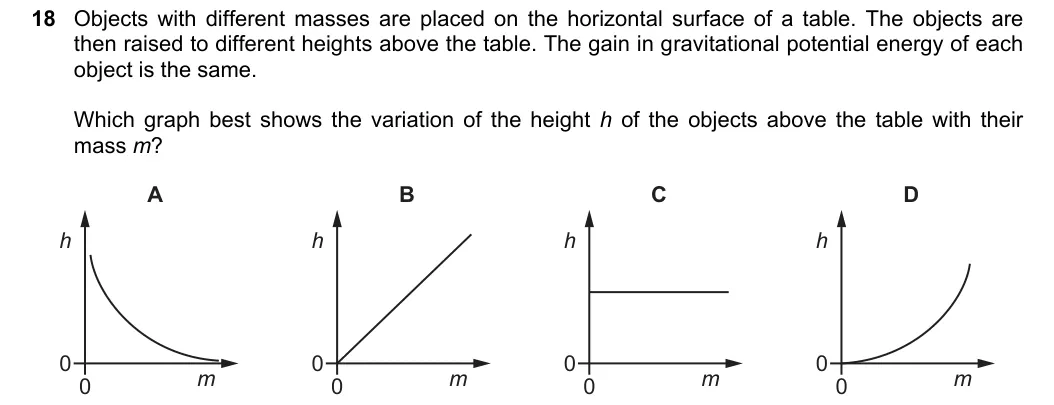 18 Objects with different masses are placed on the horizontal surface of a table. The objects are
then raised to different heights above the table. The gain in gravitational potential energy of each
object is the same.
Which graph best shows the variation of the height h of the objects above the table with their
mass m?
A B C D
h h h h
0 0 0 0
0 m 0 m 0 m 0 m